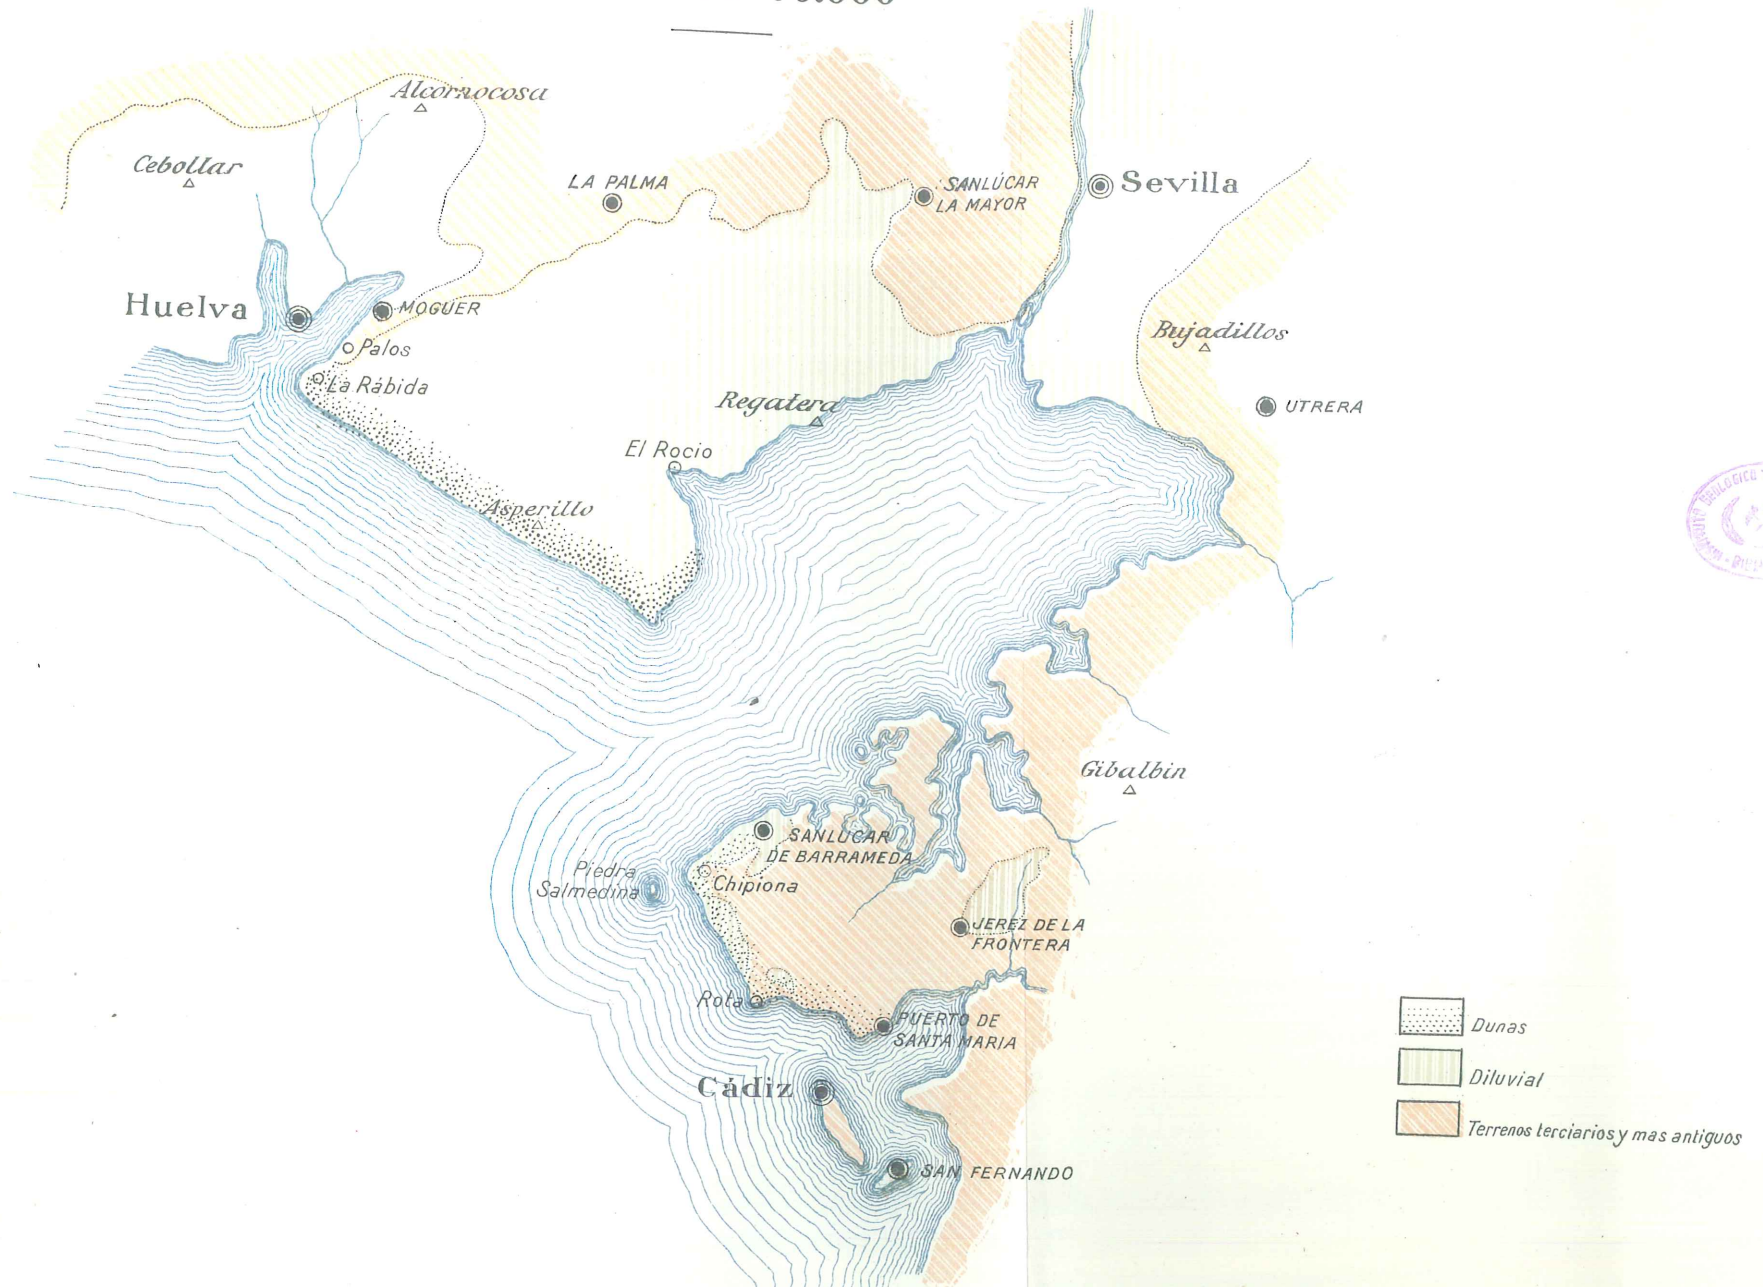 Alcornocosa
Cebollar
LA PALMA
SANLÚCAR
LA MAYOR
Sevilla
Huelva
MOGUER
Palos
La Rábida
Bujadillos
Regatera
UTRERA
El Rocio
Asperillo
Gibalbin
SANLUCAR
DE BARRAMEDA
Piedra
Salmedina
Chipiona
JEREZ DE LA
FRONTERA
Rota
PUERTO DE
SANTA MARIA
Cádiz
SAN FERNANDO
Dunas
Diluvial
Terrenos terciarios y mas antiguos